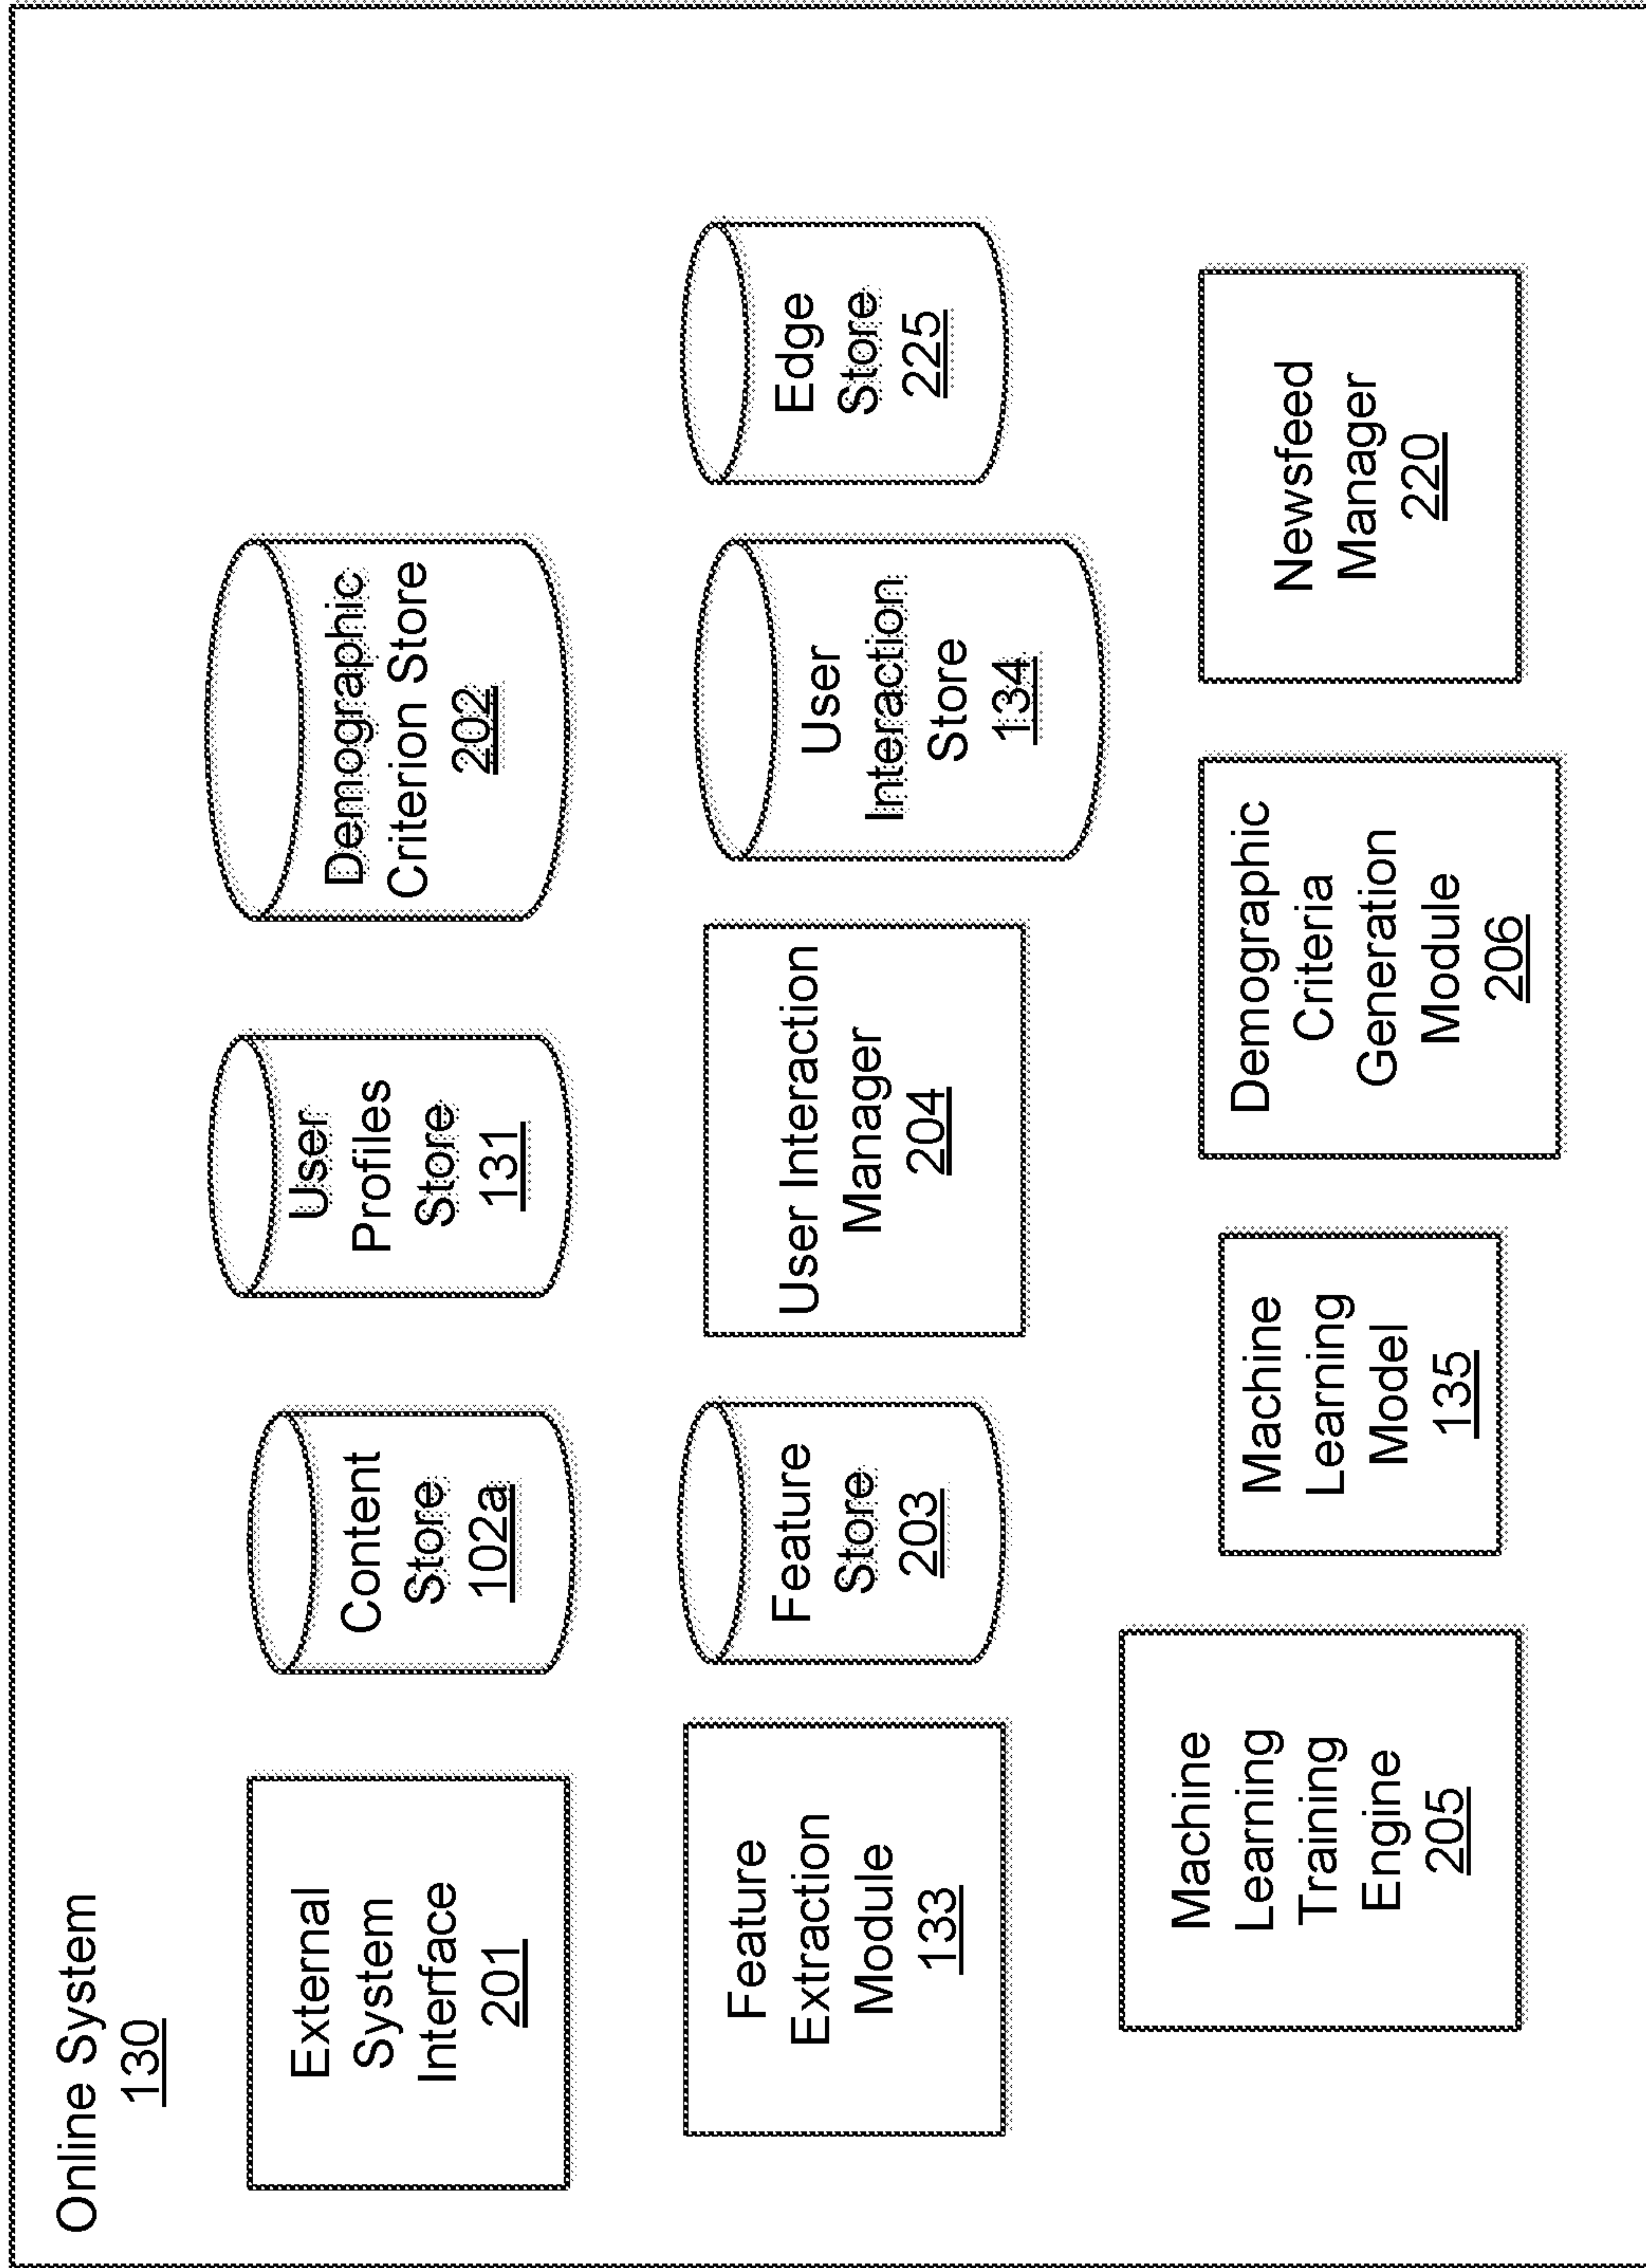 Online System
130
External
System
Interface
201
Content
Store
102a
User
Profiles
Store
131
Demographic
Criterion Store
202
Feature
Extraction
Module
133
Feature
Store
203
User Interaction
Manager
204
User
Interaction
Store
134
Edge
Store
225
Machine
Learning
Training
Engine
205
Machine
Learning
Model
135
Demographic
Criteria
Generation
Module
206
Newsfeed
Manager
220